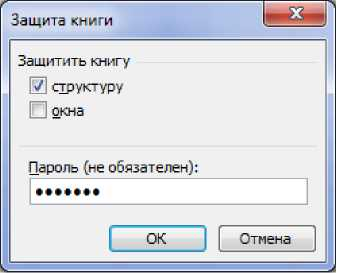 Защита книги
Защитить книгу
структуру
окна
Пароль (не обязателен):
•••••••
ОК
Отмена